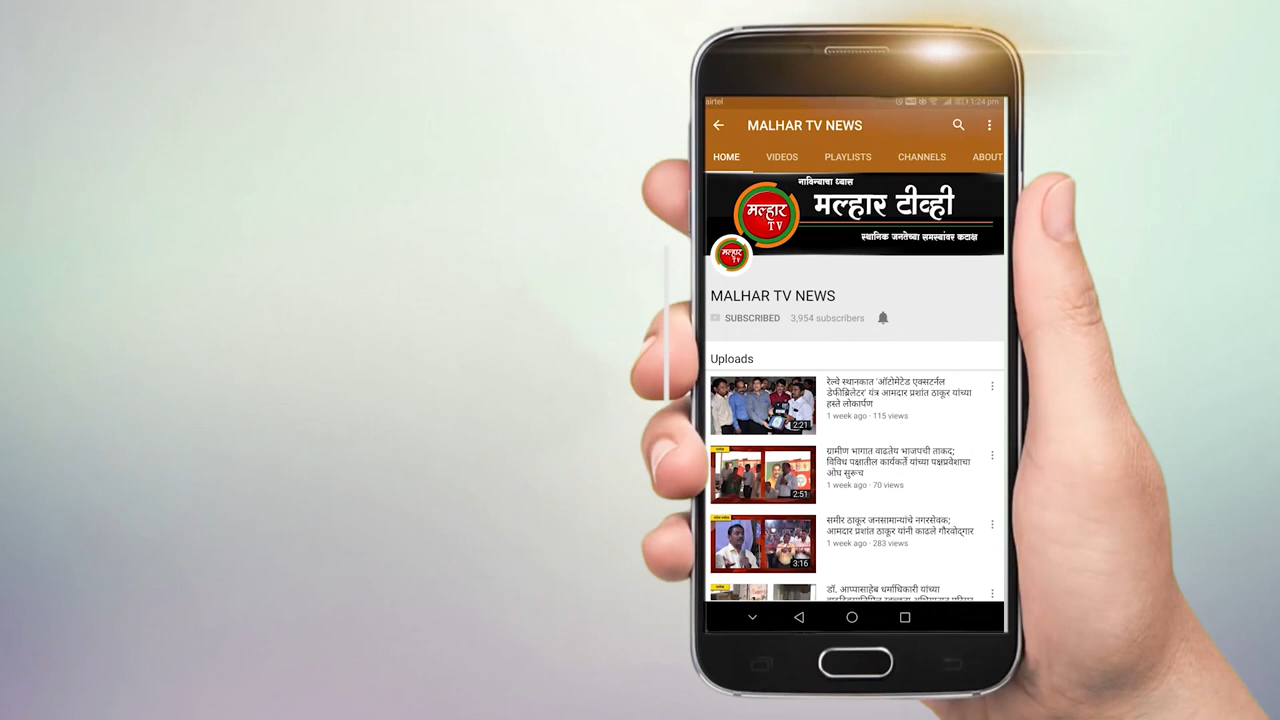 airtel 1:24 pm
MALHAR TV NEWS
HOME VIDEOS PLAYLISTS CHANNELS ABOUT
नाविन्याचा ध्यास
मल्हार टीव्ही
मल्हार
TV
स्थानिक जनतेच्या समस्यांवर कटाक्ष
मल्हार
TV
MALHAR TV NEWS
SUBSCRIBED 3,954 subscribers
Uploads
रेल्वे स्थानकात 'ऑटोमेटेड एक्सटर्नल
डेफीब्रिलेटर' यंत्र आमदार प्रशांत ठाकूर यांच्या
हस्ते लोकार्पण
1 week ago · 115 views
2:21
ग्रामीण भागात वाढतेय भाजपची ताकद;
विविध पक्षातील कार्यकर्ते यांच्या पक्षप्रवेशाचा
ओघ सुरूच
1 week ago · 70 views
2:51
समीर ठाकूर जनसामान्यांचे नगरसेवक;
आमदार प्रशांत ठाकूर यांनी काढले गौरवोद्गार
1 week ago · 283 views
3:16
डॉ. आप्पासाहेब धर्माधिकारी यांच्या